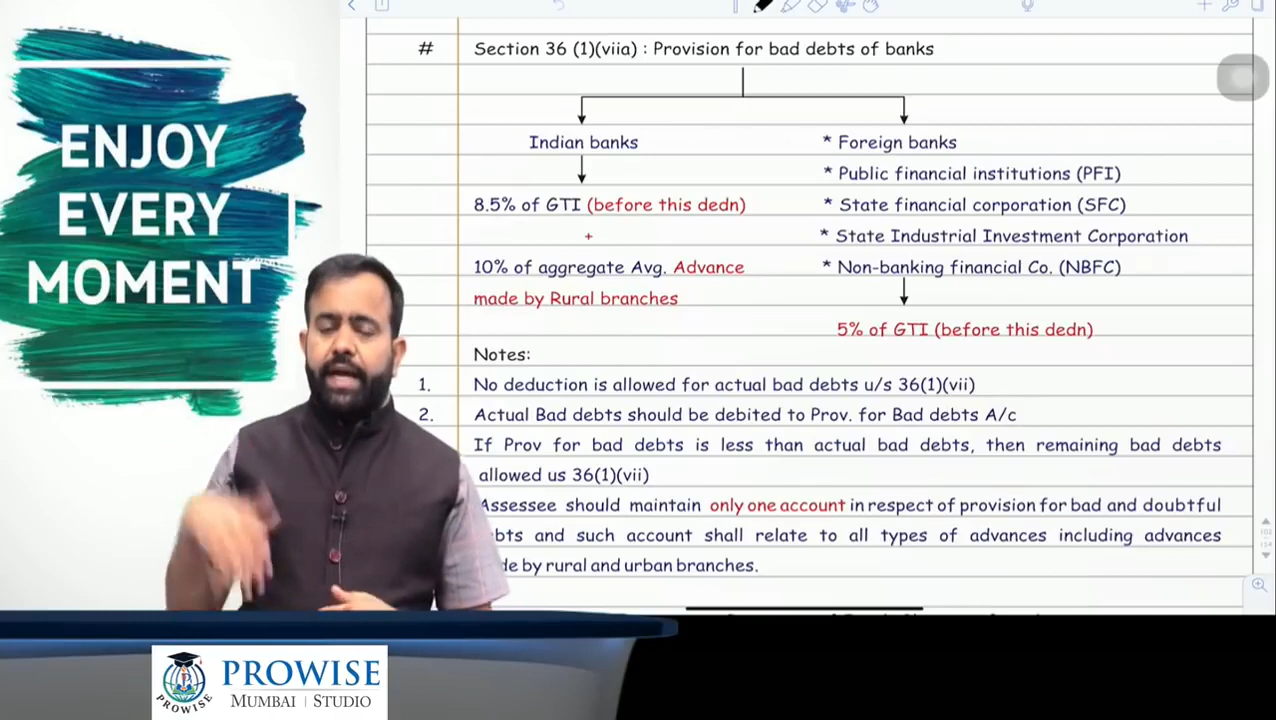 ENJOY
EVERY
MOMENT
# Section 36 (1)(viia) : Provision for bad debts of banks
Indian banks
8.5% of GTI (before this dedn)
+
10% of aggregate Avg. Advance
made by Rural branches
* Foreign banks
* Public financial institutions (PFI)
* State financial corporation (SFC)
* State Industrial Investment Corporation
* Non-banking financial Co. (NBFC)
5% of GTI (before this dedn)
Notes:
1. No deduction is allowed for actual bad debts u/s 36(1)(vii)
2. Actual Bad debts should be debited to Prov. for Bad debts A/c
If Prov for bad debts is less than actual bad debts, then remaining bad debts
allowed us 36(1)(vii)
Assessee should maintain only one account in respect of provision for bad and doubtful
bts and such account shall relate to all types of advances including advances
de by rural and urban branches.
102
154
PROWISE
PROWISE
MUMBAI | STUDIO